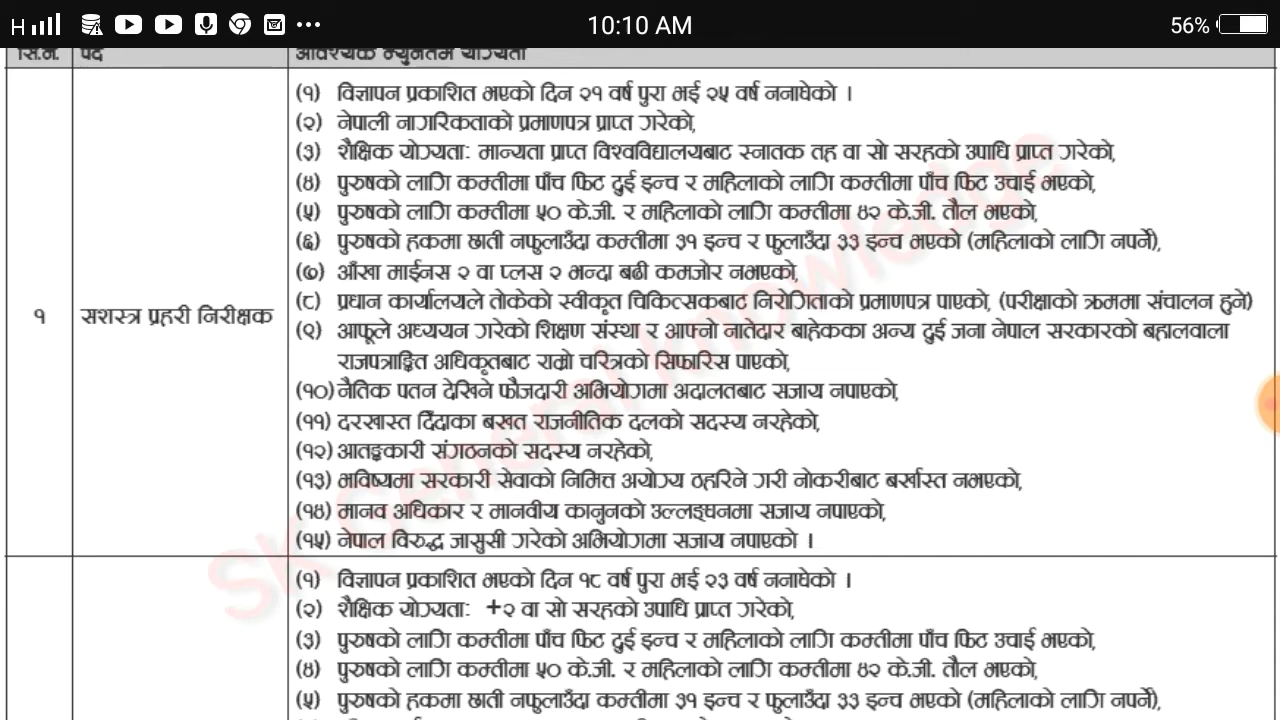 H 10:10 AM 56%
सि.नं. पद आवश्यक न्युनतम योग्यता
(१) विज्ञापन प्रकाशित भएको दिन २१ वर्ष पुरा भई २५ वर्ष ननाघेको ।
(२) नेपाली नागरिकताको प्रमाणपत्र प्राप्त गरेको,
(३) शैक्षिक योग्यताः मान्यता प्राप्त विश्वविद्यालयबाट स्नातक तह वा सो सरहको उपाधि प्राप्त गरेको,
(४) पुरुषको लागि कम्तीमा पाँच फिट दुई इन्च र महिलाको लागि कम्तीमा पाँच फिट उचाई भएको,
(५) पुरुषको लागि कम्तीमा ५० के.जी. र महिलाको लागि कम्तीमा ४२ के.जी. तौल भएको,
(६) पुरुषको हकमा छाती नफुलाउँदा कम्तीमा ३१ इन्च र फुलाउँदा ३३ इन्च भएको (महिलाको लागि नपर्ने),
(७) आँखा माईनस २ वा प्लस २ भन्दा बढी कमजोर नभएको,
(८) प्रधान कार्यालयले तोकेको स्वीकृत चिकित्सकबाट निरोगिताको प्रमाणपत्र पाएको, (परीक्षाको क्रममा संचालन हुने)
१ सशस्त्र प्रहरी निरीक्षक
(९) आफूले अध्ययन गरेको शिक्षण संस्था र आफ्नो नातेदार बाहेकका अन्य दुई जना नेपाल सरकारको बहालवाला
राजपत्राङ्कित अधिकृतबाट राम्रो चरित्रको सिफारिस पाएको,
(१०) नैतिक पतन देखिने फौजदारी अभियोगमा अदालतबाट सजाय नपाएको,
(११) दरखास्त दिँदाका बखत राजनीतिक दलको सदस्य नरहेको,
(१२) आतङ्ककारी संगठनको सदस्य नरहेको,
(१३) भविष्यमा सरकारी सेवाको निमित्त अयोग्य ठहरिने गरी नोकरीबाट बर्खास्त नभएको,
(१४) मानव अधिकार र मानवीय कानुनको उल्लङ्घनमा सजाय नपाएको,
(१५) नेपाल विरुद्ध जासुसी गरेको अभियोगमा सजाय नपाएको ।
SK General knowledge
(१) विज्ञापन प्रकाशित भएको दिन १८ वर्ष पुरा भई २३ वर्ष ननाघेको ।
(२) शैक्षिक योग्यताः +२ वा सो सरहको उपाधि प्राप्त गरेको,
(३) पुरुषको लागि कम्तीमा पाँच फिट दुई इन्च र महिलाको लागि कम्तीमा पाँच फिट उचाई भएको,
(४) पुरुषको लागि कम्तीमा ५० के.जी. र महिलाको लागि कम्तीमा ४२ के.जी. तौल भएको,
(५) पुरुषको हकमा छाती नफुलाउँदा कम्तीमा ३१ इन्च र फुलाउँदा ३३ इन्च भएको (महिलाको लागि नपर्ने),